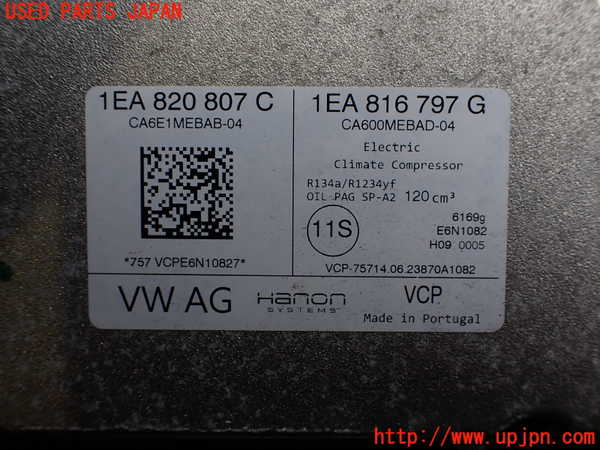 USED PARTS JAPAN
1EA 820 807 C
CA6E1MEBAB-04
*757 VCPE6N10827*
1EA 816 797 G
CA600MEBAD-04
Electric
Climate Compressor
R134a/R1234yf
OIL PAG SP-A2 120 cm³
11S
6169g
E6N1082
H09 0005
VCP-75714.06.23870A1082
VW AG
Hanon
SYSTEMS
VCP
Made in Portugal
http://www.upjpn.com/